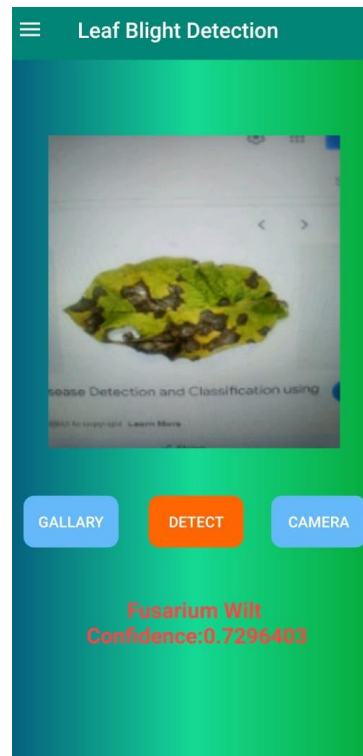 Leaf Blight Detection
sease Detection and Classification using
Learn More
GALLARY
DETECT
CAMERA
Fusarium Wilt
Confidence:0.7296403